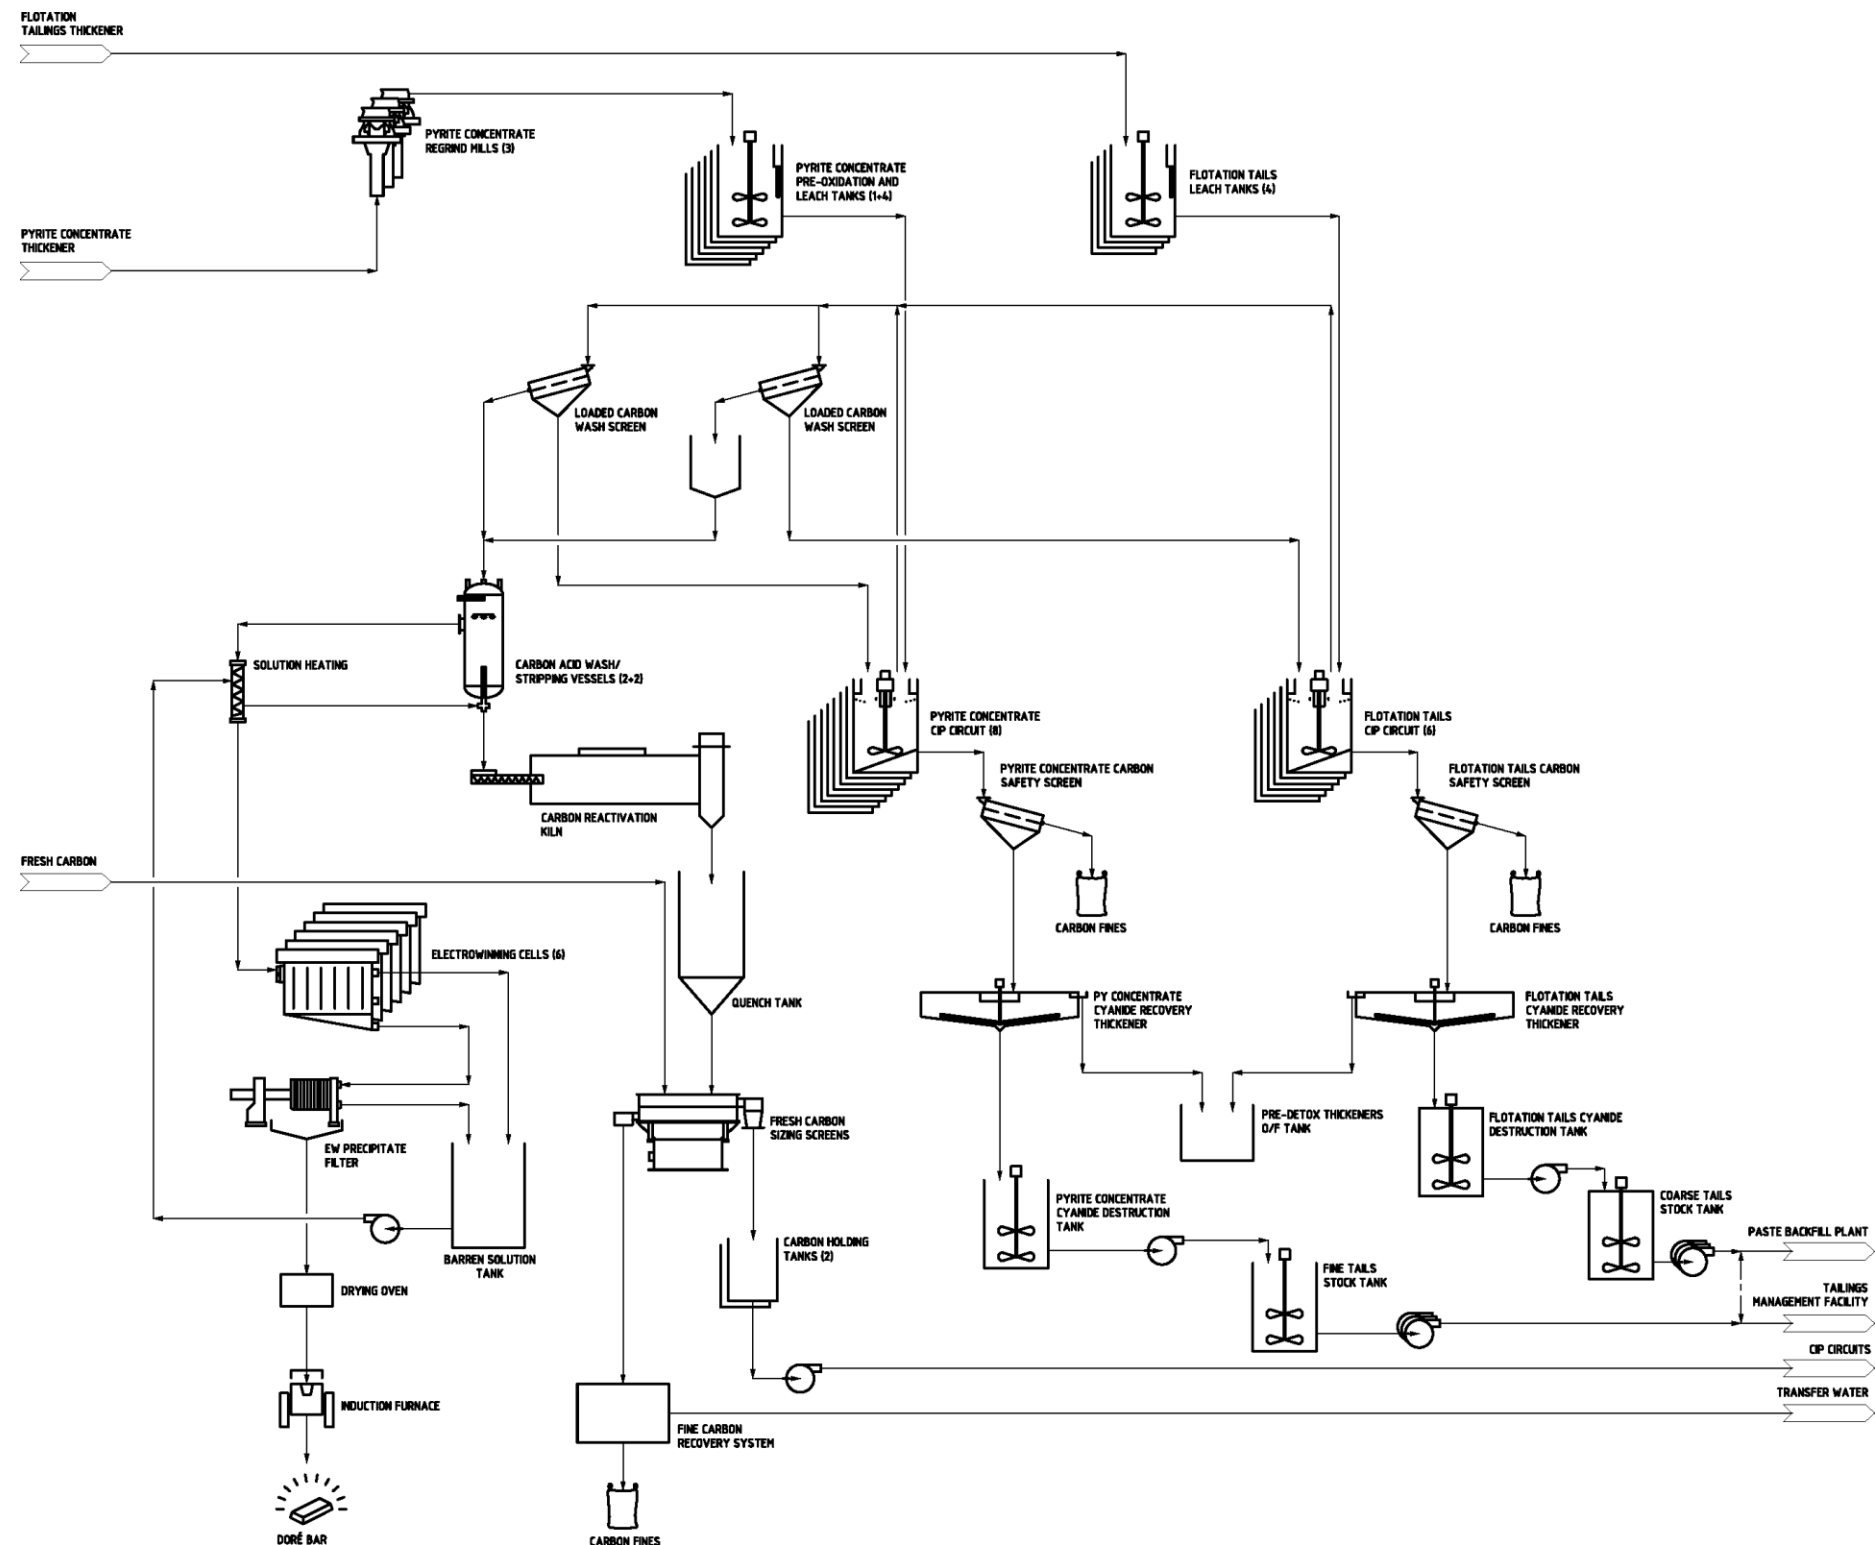 FLOTATION
TAILINGS THICKENER
PYRITE CONCENTRATE
REGRIND MILLS (3)
PYRITE CONCENTRATE
PRE-OXIDATION AND
LEACH TANKS (1+4)
FLOTATION TAILS
LEACH TANKS (4)
PYRITE CONCENTRATE
THICKENER
LOADED CARBON
WASH SCREEN
LOADED CARBON
WASH SCREEN
SOLUTION HEATING
CARBON ACID WASH/
STRIPPING VESSELS (2+2)
PYRITE CONCENTRATE
CIP CIRCUIT (8)
FLOTATION TAILS
CIP CIRCUIT (6)
PYRITE CONCENTRATE CARBON
SAFETY SCREEN
FLOTATION TAILS CARBON
SAFETY SCREEN
CARBON REACTIVATION
KILN
FRESH CARBON
CARBON FINES
CARBON FINES
ELECTROWINNING CELLS (6)
QUENCH TANK
PY CONCENTRATE
CYANIDE RECOVERY
THICKENER
FLOTATION TAILS
CYANIDE RECOVERY
THICKENER
FRESH CARBON
SIZING SCREENS
PRE-DETOX THICKENERS
O/F TANK
FLOTATION TAILS CYANIDE
DESTRUCTION TANK
EW PRECIPITATE
FILTER
PYRITE CONCENTRATE
CYANIDE DESTRUCTION
TANK
COARSE TAILS
STOCK TANK
PASTE BACKFILL PLANT
BARREN SOLUTION
TANK
CARBON HOLDING
TANKS (2)
FINE TAILS
STOCK TANK
DRYING OVEN
TAILINGS
MANAGEMENT FACILITY
CIP CIRCUITS
TRANSFER WATER
INDUCTION FURNACE
FINE CARBON
RECOVERY SYSTEM
DORÉ BAR
CARBON FINES